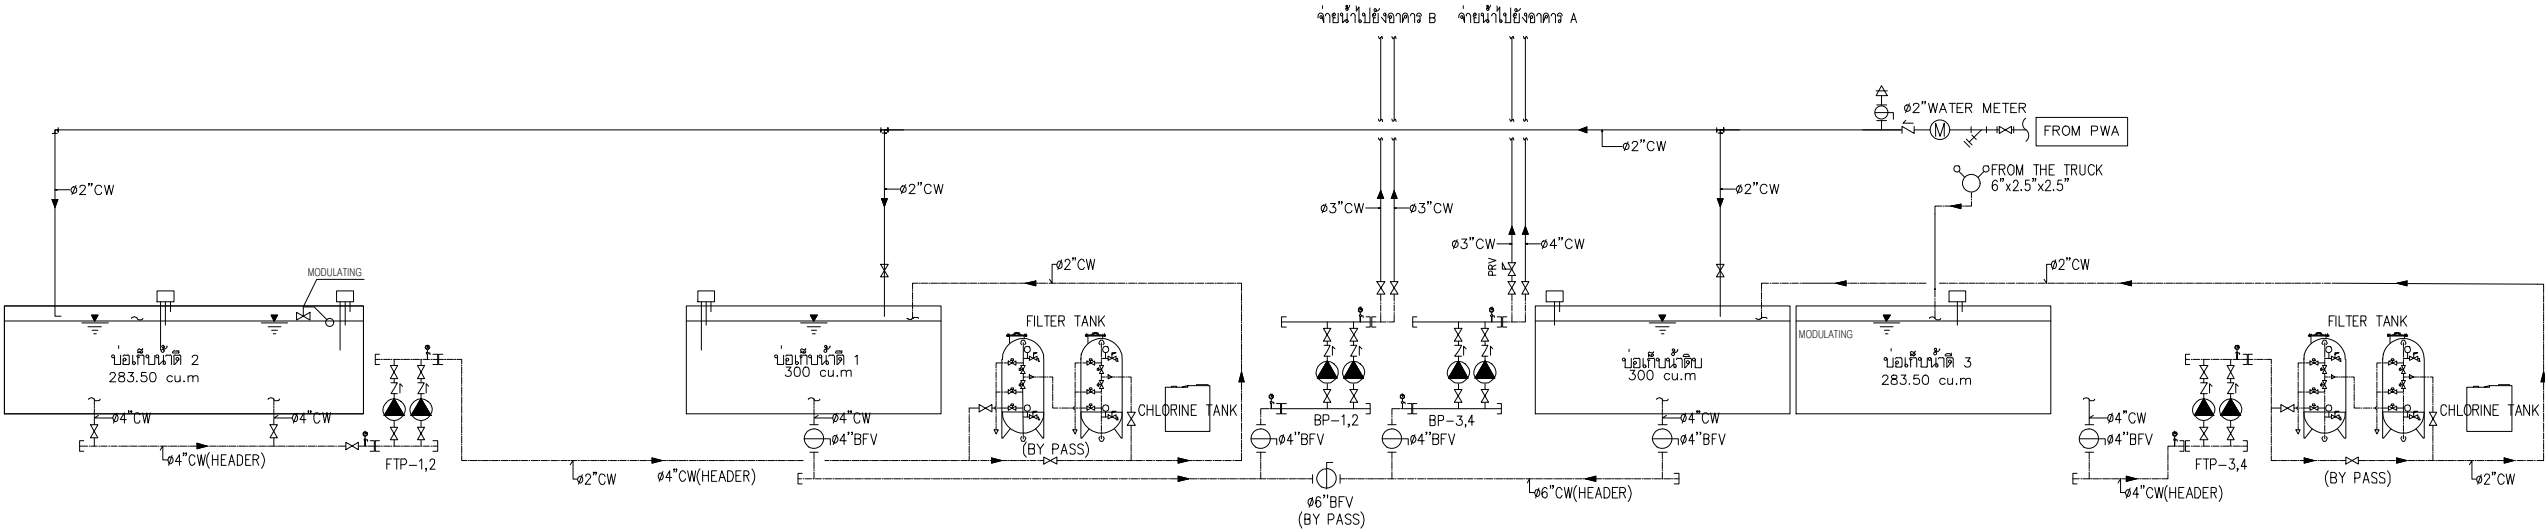 จ่ายน้ำไปยังอาคาร B
จ่ายน้ำไปยังอาคาร A
ø2"WATER METER
M
FROM PWA
ø2"CW
FROM THE TRUCK
6"x2.5"x2.5"
ø2"CW
ø2"CW
ø2"CW
ø3"CW
ø3"CW
ø3"CW
ø4"CW
PRV
MODULATING
ø2"CW
ø2"CW
บ่อเก็บน้ำดี 2
283.50 cu.m
บ่อเก็บน้ำดี 1
300 cu.m
FILTER TANK
CHLORINE TANK
(BY PASS)
บ่อเก็บน้ำดิบ
300 cu.m
MODULATING
บ่อเก็บน้ำดี 3
283.50 cu.m
FILTER TANK
CHLORINE TANK
(BY PASS)
ø4"CW
ø4"CW
ø4"CW(HEADER)
FTP-1,2
ø2"CW
ø4"CW
ø4"BFV
ø4"CW(HEADER)
BP-1,2
BP-3,4
ø4"BFV
ø4"BFV
ø6"BFV
(BY PASS)
ø4"CW
ø4"BFV
ø6"CW(HEADER)
ø4"CW
ø4"BFV
ø4"CW(HEADER)
FTP-3,4
ø2"CW